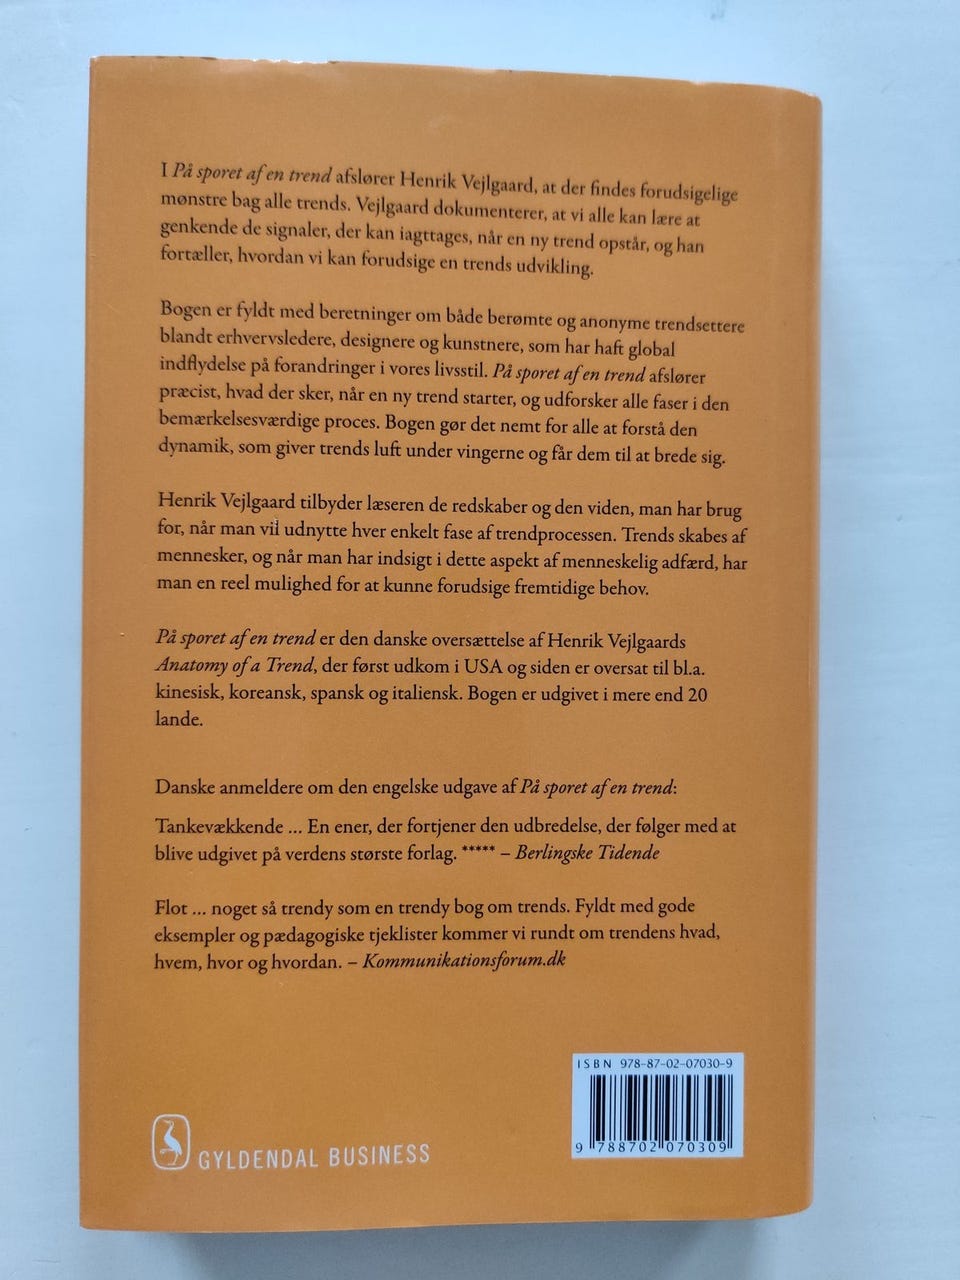 I På sporet af en trend afslører Henrik Vejlgaard, at der findes forudsigelige
mønstre bag alle trends. Vejlgaard dokumenterer, at vi alle kan lære at
genkende de signaler, der kan iagttages, når en ny trend opstår, og han
fortæller, hvordan vi kan forudsige en trends udvikling.
Bogen er fyldt med beretninger om både berømte og anonyme trendsettere
blandt erhvervsledere, designere og kunstnere, som har haft global
indflydelse på forandringer i vores livsstil. På sporet af en trend afslører
præcist, hvad der sker, når en ny trend starter, og udforsker alle faser i den
bemærkelsesværdige proces. Bogen gør det nemt for alle at forstå den
dynamik, som giver trends luft under vingerne og får dem til at brede sig.
Henrik Vejlgaard tilbyder læseren de redskaber og den viden, man har brug
for, når man vil udnytte hver enkelt fase af trendprocessen. Trends skabes af
mennesker, og når man har indsigt i dette aspekt af menneskelig adfærd, har
man en reel mulighed for at kunne forudsige fremtidige behov.
På sporet af en trend er den danske oversættelse af Henrik Vejlgaards
Anatomy of a Trend, der først udkom i USA og siden er oversat til bl.a.
kinesisk, koreansk, spansk og italiensk. Bogen er udgivet i mere end 20
lande.
Danske anmeldere om den engelske udgave af På sporet af en trend:
Tankevækkende ... En ener, der fortjener den udbredelse, der følger med at
blive udgivet på verdens største forlag. ***** – Berlingske Tidende
Flot ... noget så trendy som en trendy bog om trends. Fyldt med gode
eksempler og pædagogiske tjeklister kommer vi rundt om trendens hvad,
hvem, hvor og hvordan. – Kommunikationsforum.dk
ISBN 978-87-02-07030-9
9 788702 070309
GYLDENDAL BUSINESS